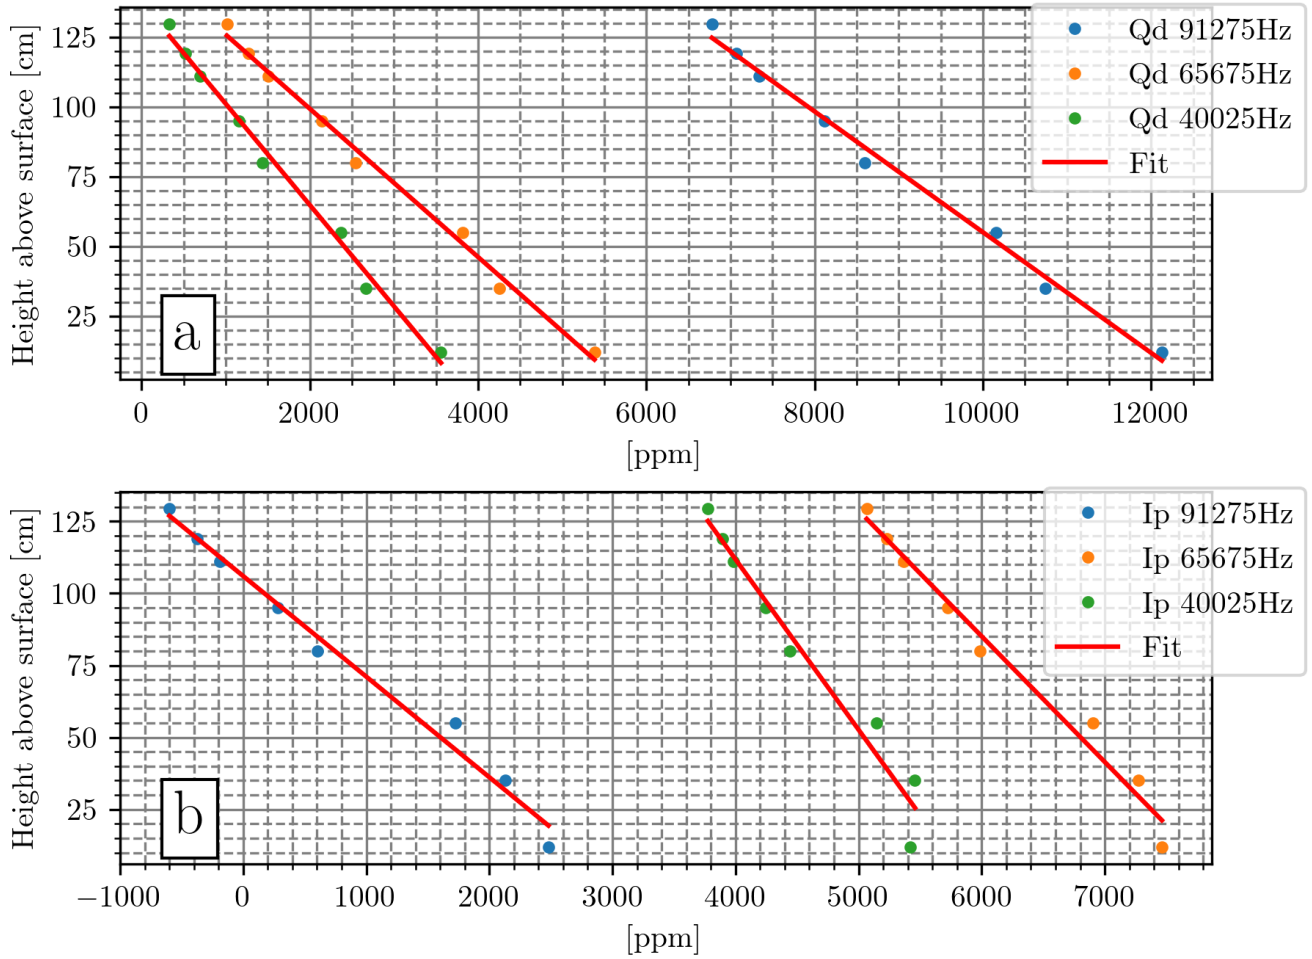 Height above surface [cm]
125
100
75
50
25
a
Qd 91275Hz
Qd 65675Hz
Qd 40025Hz
Fit
0 2000 4000 6000 8000 10000 12000
[ppm]
Height above surface [cm]
125
100
75
50
25
b
Ip 91275Hz
Ip 65675Hz
Ip 40025Hz
Fit
−1000 0 1000 2000 3000 4000 5000 6000 7000
[ppm]